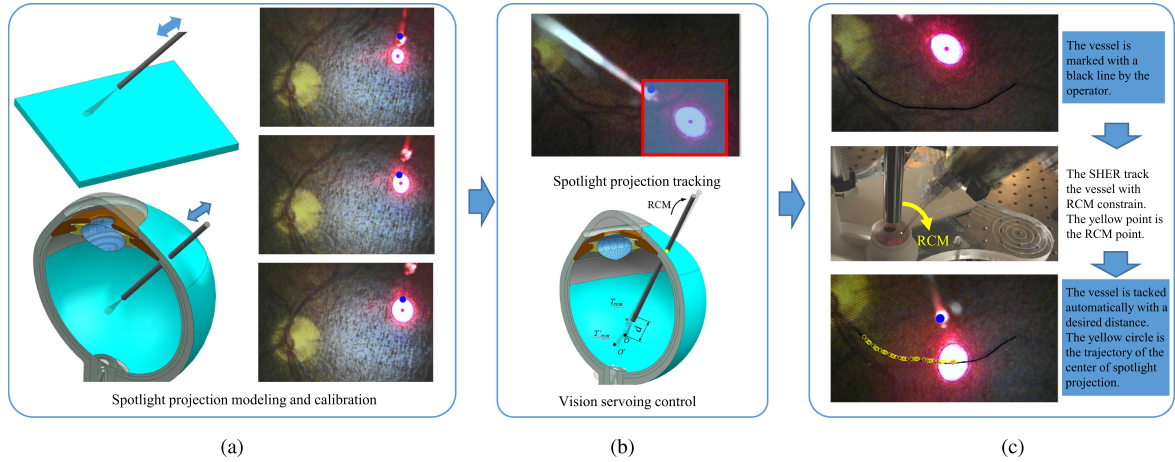 Spotlight projection modeling and calibration
(a)
Spotlight projection tracking
RCM
T_rcm
d
O
T'_rcm
O'
Vision servoing control
(b)
The vessel is
marked with a
black line by the
operator.
The SHER track
the vessel with
RCM constrain.
The yellow point is
the RCM point.
RCM
The vessel is tacked
automatically with a
desired distance.
The yellow circle is
the trajectory of the
center of spotlight
projection.
(c)